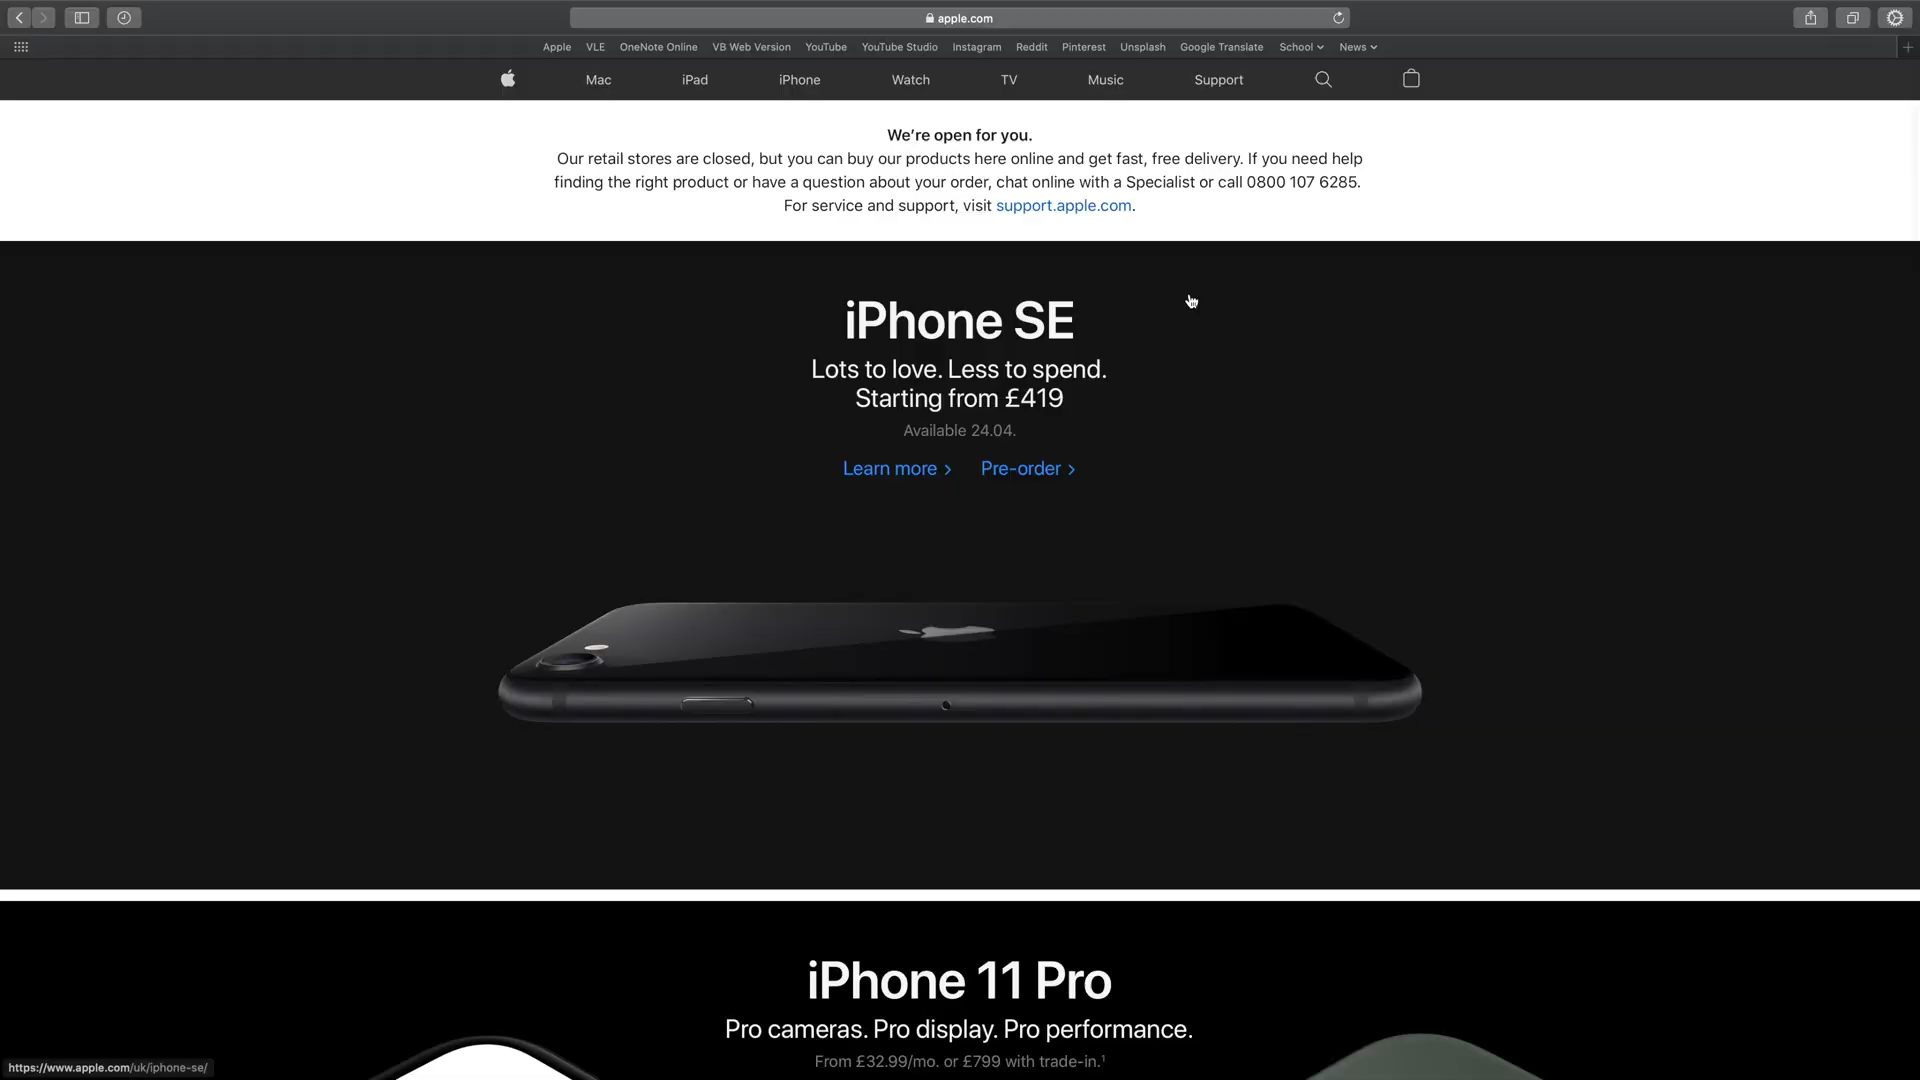 apple.com
Apple VLE OneNote Online VB Web Version YouTube YouTube Studio Instagram Reddit Pinterest Unsplash Google Translate School News
Mac iPad iPhone Watch TV Music Support
We're open for you.
Our retail stores are closed, but you can buy our products here online and get fast, free delivery. If you need help
finding the right product or have a question about your order, chat online with a Specialist or call 0800 107 6285.
For service and support, visit support.apple.com.
iPhone SE
Lots to love. Less to spend.
Starting from £419
Available 24.04.
Learn more > Pre-order >
iPhone 11 Pro
Pro cameras. Pro display. Pro performance.
From £32.99/mo. or £799 with trade-in.¹
https://www.apple.com/uk/iphone-se/